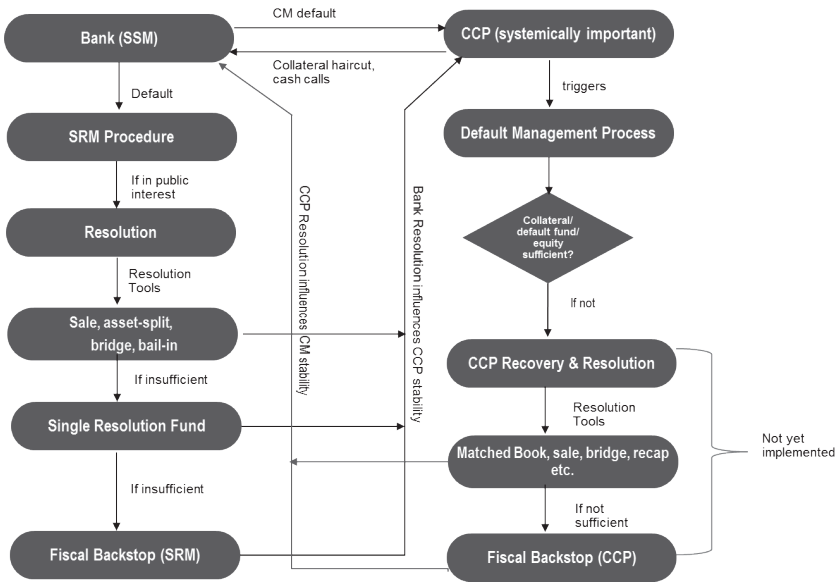 CM default
Bank (SSM)
CCP (systemically important)
Collateral haircut,
cash calls
Default
triggers
SRM Procedure
Default Management Process
If in public
interest
Resolution
Collateral/
default fund/
equity
sufficient?
CCP Resolution influences CM stability
Bank Resolution influences CCP stability
Resolution
Tools
If not
Sale, asset-split,
bridge, bail-in
CCP Recovery & Resolution
If insufficient
Resolution
Tools
Single Resolution Fund
Not yet
implemented
Matched Book, sale, bridge, recap
etc.
If insufficient
If not
sufficient
Fiscal Backstop (SRM)
Fiscal Backstop (CCP)